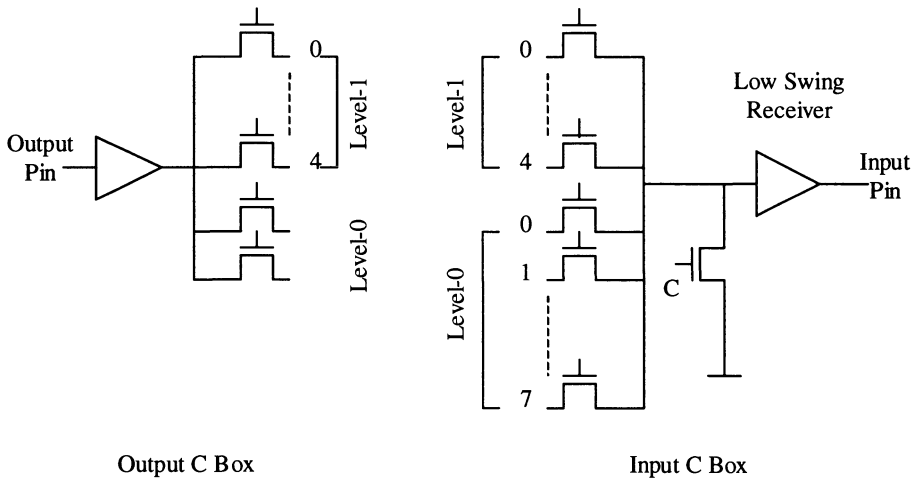 Output
Pin
0
Level-1
4
Level-0
Output C Box
0
Level-1
4
0
1
Level-0
7
Low Swing
Receiver
Input
Pin
C
Input C Box